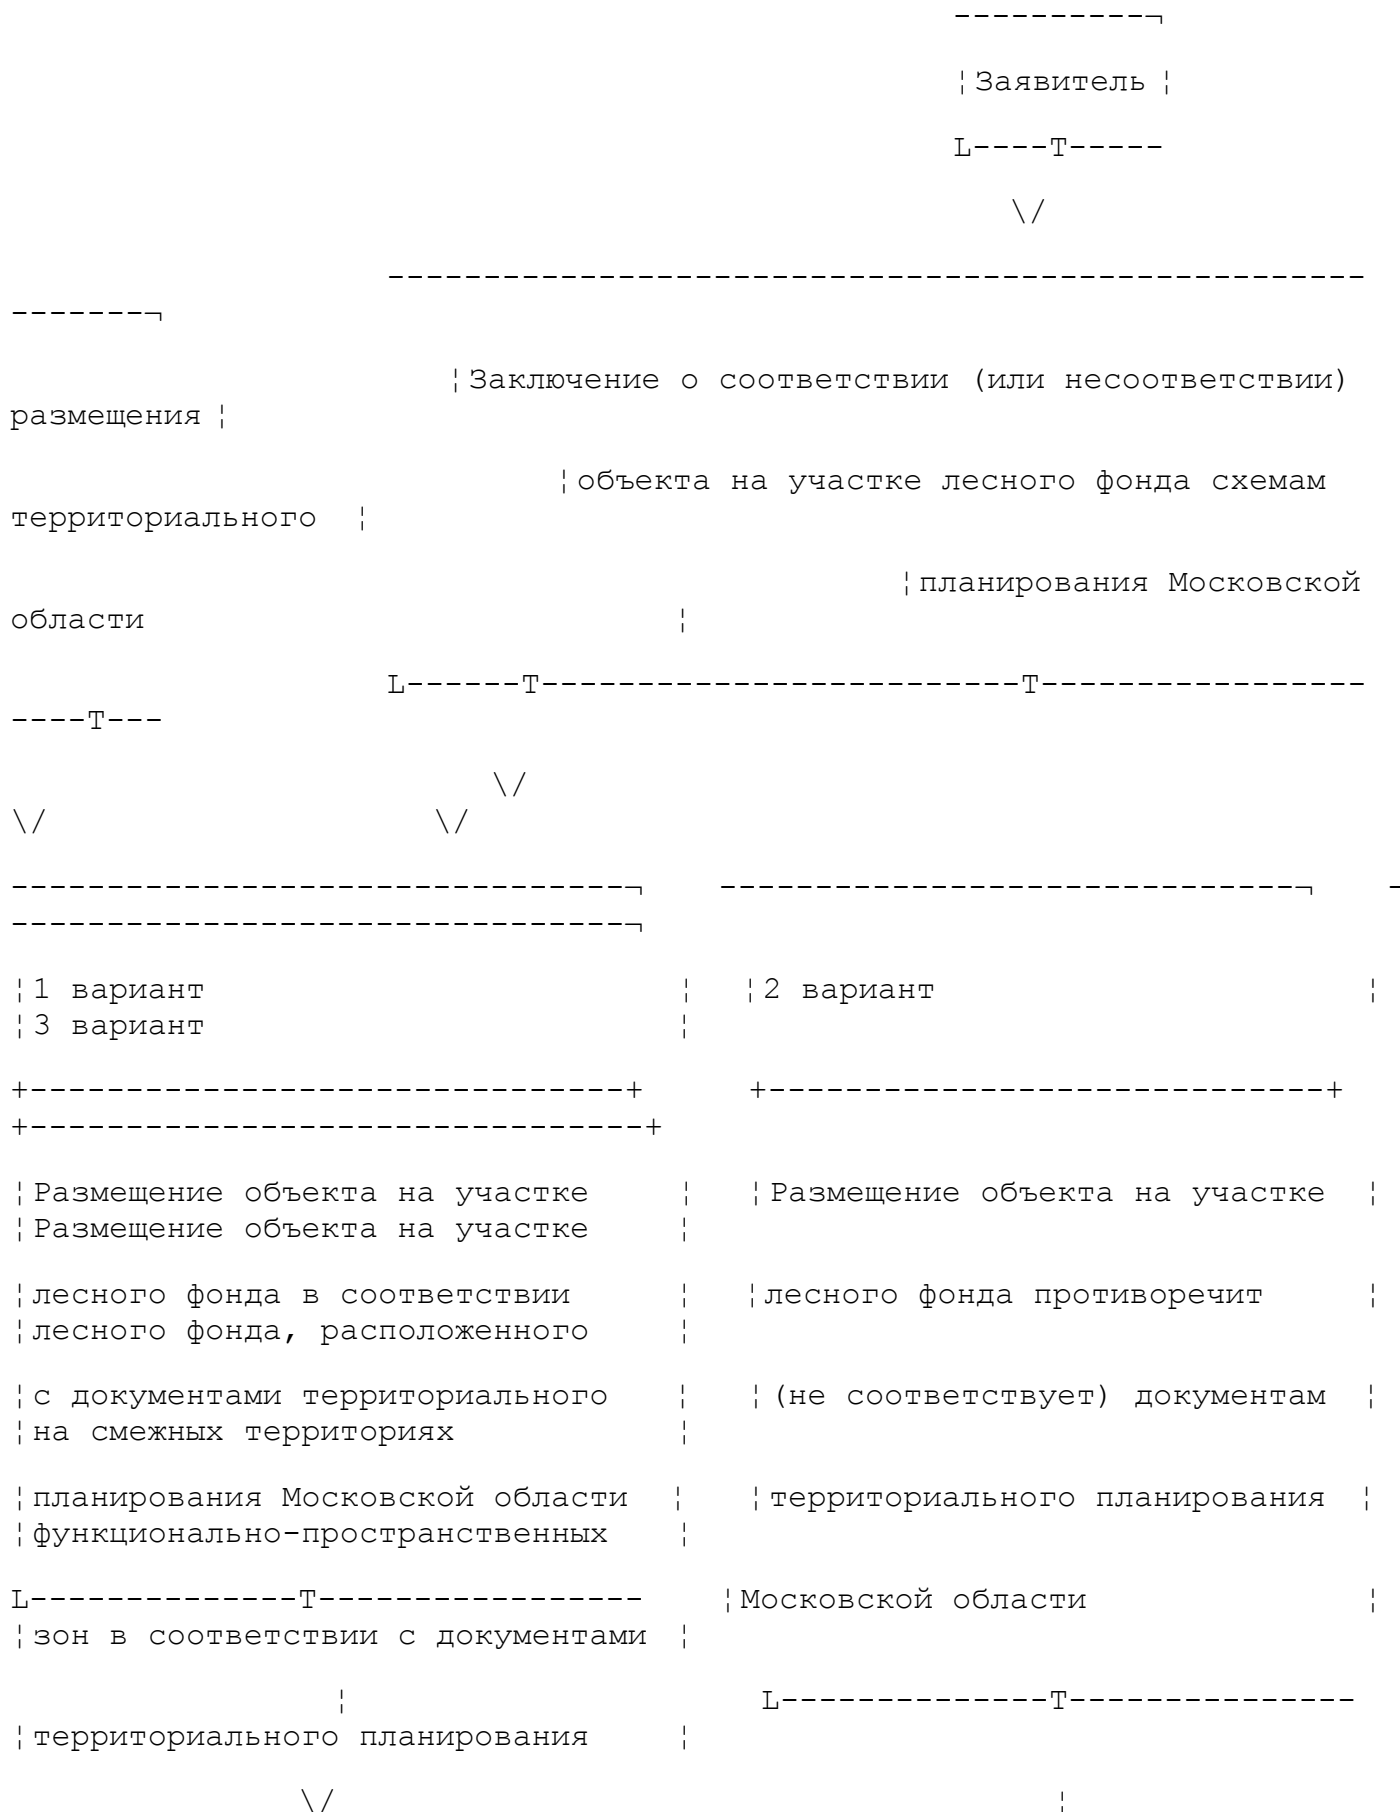 ----------¬
¦Заявитель ¦
L----T-----
\/
---------------------------------------------------
-------¬
¦Заключение о соответствии (или несоответствии)
размещения ¦
¦объекта на участке лесного фонда схемам
территориального ¦
¦планирования Московской
области ¦
L------T-------------------------T-----------------
----T---
\/
\/ \/
--------------------------------¬ ------------------------------¬ -
--------------------------------¬
¦1 вариант ¦ ¦2 вариант ¦
¦3 вариант ¦
+-------------------------------+ +-----------------------------+
+--------------------------------+
¦Размещение объекта на участке ¦ ¦Размещение объекта на участке ¦
¦Размещение объекта на участке ¦
¦лесного фонда в соответствии ¦ ¦лесного фонда противоречит ¦
¦лесного фонда, расположенного ¦
¦с документами территориального ¦ ¦(не соответствует) документам ¦
¦на смежных территориях ¦
¦планирования Московской области ¦ ¦территориального планирования ¦
¦функционально-пространственных ¦
L--------------T----------------- ¦Московской области ¦
¦зон в соответствии с документами ¦
¦ L--------------T---------------
¦территориального планирования ¦
\/ ¦